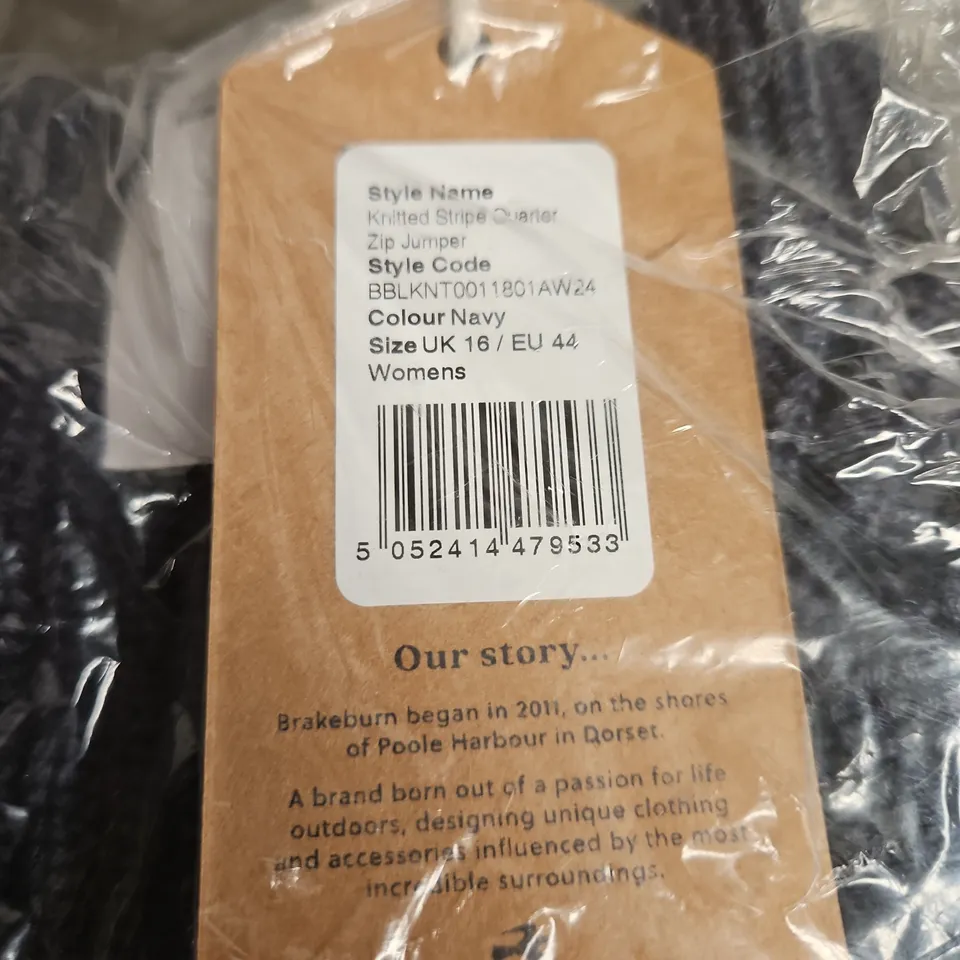 Style Name
Knitted Stripe Quarter
Zip Jumper
Style Code
BBLKNT0011801AW24
Colour Navy
Size UK 16 / EU 44
Womens
5 052414 479533
Our story...
Brakeburn began in 2011, on the shores
of Poole Harbour in Dorset.
A brand born out of a passion for life
outdoors, designing unique clothing
and accessories influenced by the most
incredible surroundings.